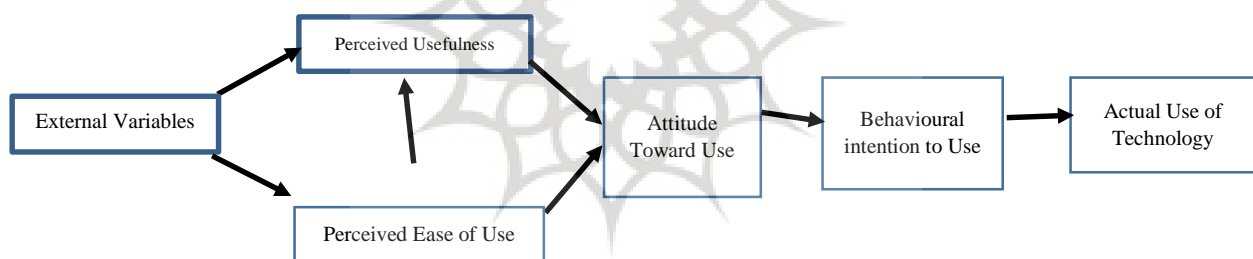 Perceived Usefulness
External Variables
Attitude
Toward Use
Behavioural
intention to Use
Actual Use of
Technology
Perceived Ease of Use